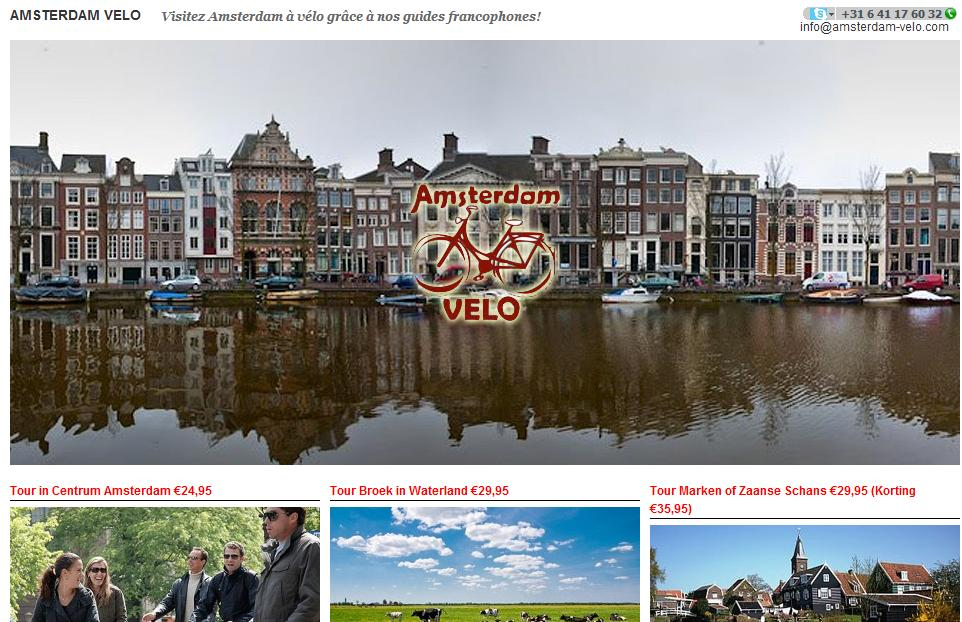 AMSTERDAM VELO
Visitez Amsterdam à vélo grâce à nos guides francophones!
+31 6 41 17 60 32
info@amsterdam-velo.com
Amsterdam
VELO
Tour in Centrum Amsterdam €24,95
Tour Broek in Waterland €29,95
Tour Marken of Zaanse Schans €29,95 (Korting
€35,95)